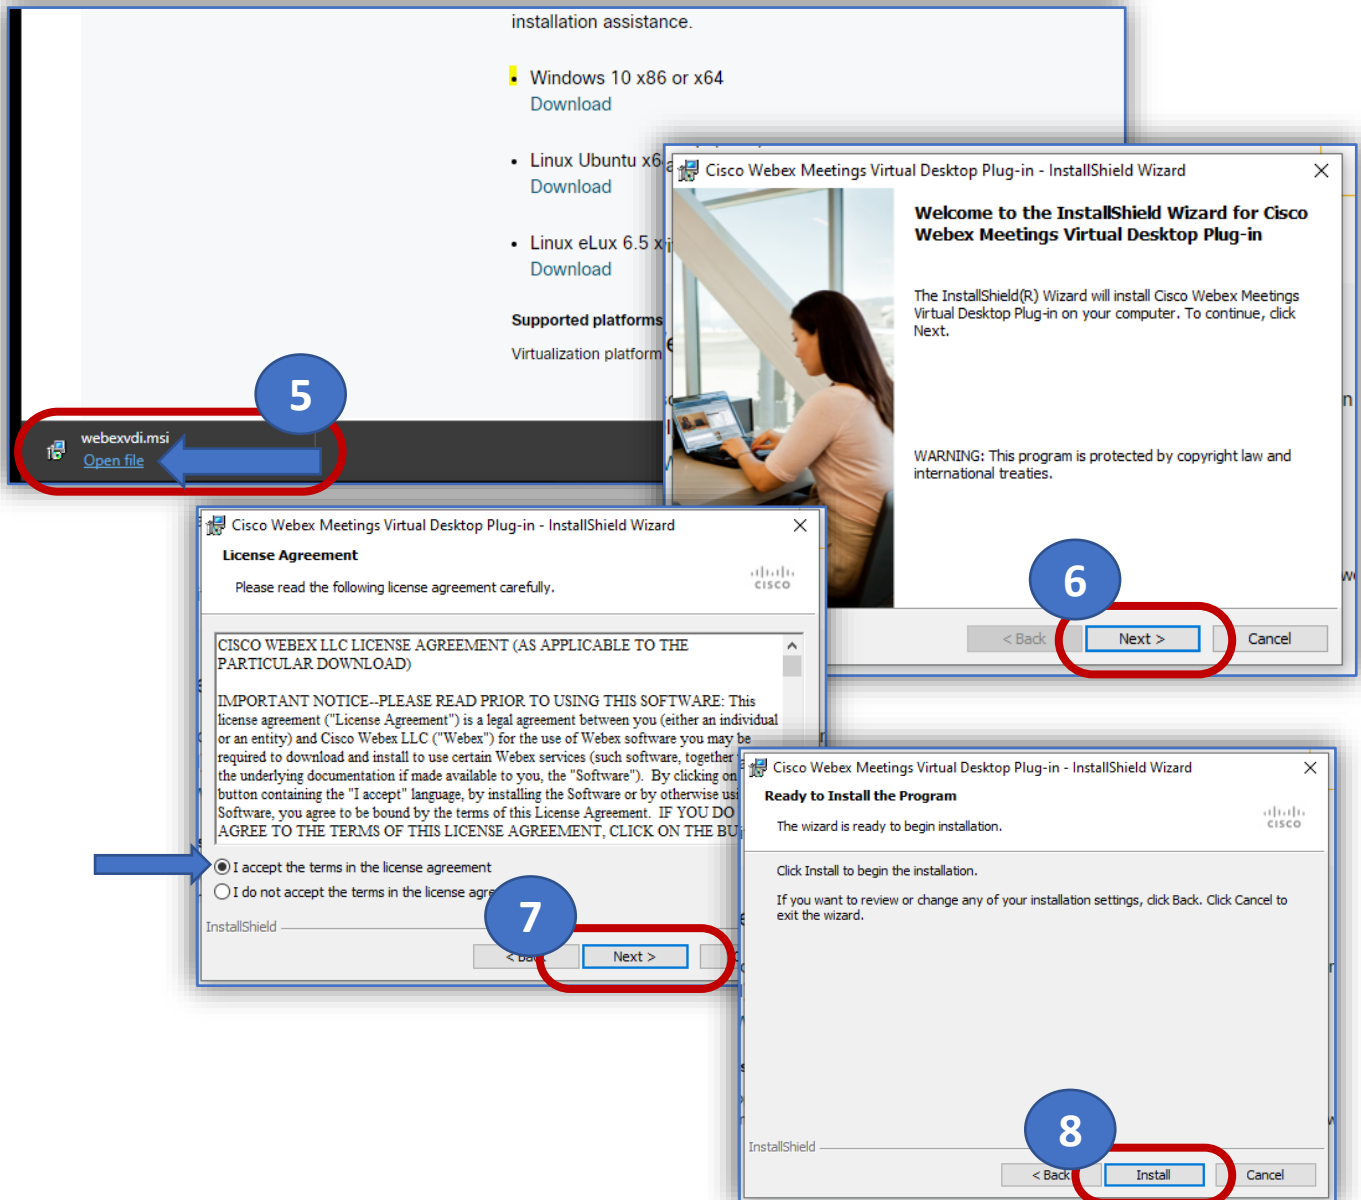 installation assistance.
Windows 10 x86 or x64
Download
Linux Ubuntu x6
Download
Linux eLux 6.5 x
Download
Supported platforms
Virtualization platform
5
webexvdi.msi
Open file
Cisco Webex Meetings Virtual Desktop Plug-in - InstallShield Wizard
Welcome to the InstallShield Wizard for Cisco
Webex Meetings Virtual Desktop Plug-in
The InstallShield(R) Wizard will install Cisco Webex Meetings
Virtual Desktop Plug-in on your computer. To continue, click
Next.
WARNING: This program is protected by copyright law and
international treaties.
6
< Back
Next >
Cancel
Cisco Webex Meetings Virtual Desktop Plug-in - InstallShield Wizard
License Agreement
Please read the following license agreement carefully.
CISCO
CISCO WEBEX LLC LICENSE AGREEMENT (AS APPLICABLE TO THE
PARTICULAR DOWNLOAD)
IMPORTANT NOTICE--PLEASE READ PRIOR TO USING THIS SOFTWARE: This
license agreement ("License Agreement") is a legal agreement between you (either an individual
or an entity) and Cisco Webex LLC ("Webex") for the use of Webex software you may be
required to download and install to use certain Webex services (such software, together
the underlying documentation if made available to you, the "Software"). By clicking on
button containing the "I accept" language, by installing the Software or by otherwise usi
Software, you agree to be bound by the terms of this License Agreement. IF YOU DO
AGREE TO THE TERMS OF THIS LICENSE AGREEMENT, CLICK ON THE BU
I accept the terms in the license agreement
I do not accept the terms in the license agre
7
InstallShield
< Back
Next >
Cisco Webex Meetings Virtual Desktop Plug-in - InstallShield Wizard
Ready to Install the Program
The wizard is ready to begin installation.
CISCO
Click Install to begin the installation.
If you want to review or change any of your installation settings, click Back. Click Cancel to
exit the wizard.
8
InstallShield
< Back
Install
Cancel